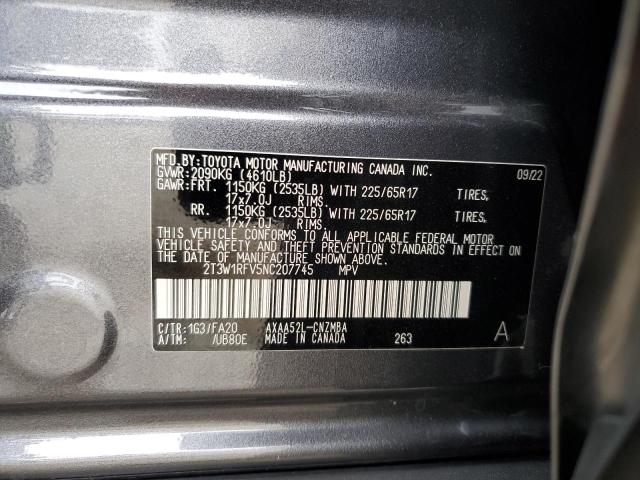 MFD.BY:TOYOTA MOTOR MANUFACTURING CANADA INC. 09/22
GVWR:2090KG (4610LB)
GAWR:FRT. 1150KG (2535LB) WITH 225/65R17 TIRES,
17x7.0J RIMS.
RR. 1150KG (2535LB) WITH 225/65R17 TIRES,
17x7.0J RIMS.
THIS VEHICLE CONFORMS TO ALL APPLICABLE FEDERAL MOTOR
VEHICLE SAFETY AND THEFT PREVENTION STANDARDS IN EFFECT ON
THE DATE OF MANUFACTURE SHOWN ABOVE.
2T3W1RFV5NC207745 MPV
C/TR:1G3/FA20 AXAA52L-CNZMBA
A/TM: /UB80E MADE IN CANADA 263 A